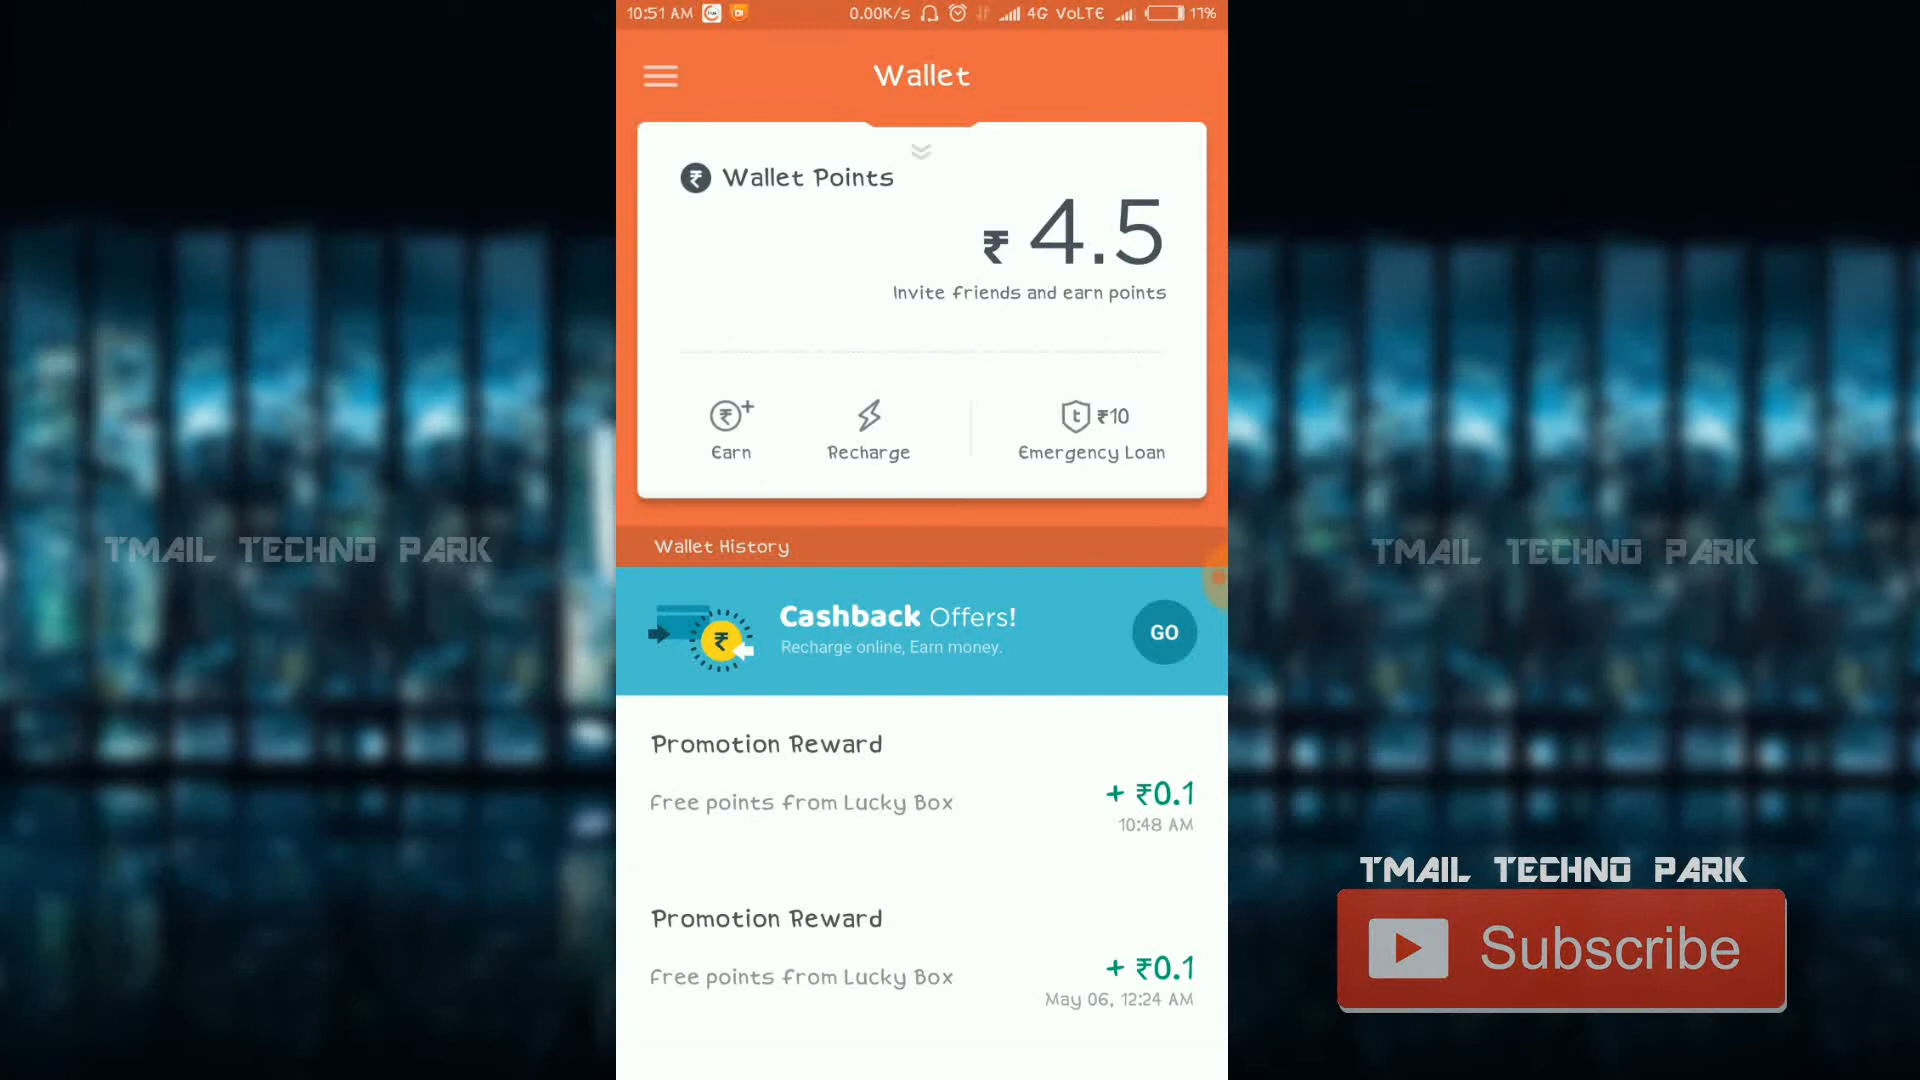 10:51 AM 0.00K/s 4G VoLTE 17%
Wallet
Wallet Points
₹ 4.5
Invite friends and earn points
₹10
Earn Recharge Emergency Loan
Wallet History
Cashback Offers!
Recharge online, Earn money.
GO
Promotion Reward
Free points from Lucky Box + ₹0.1
10:48 AM
Promotion Reward
Free points from Lucky Box + ₹0.1
May 06, 12:24 AM
TMAIL TECHNO PARK
TMAIL TECHNO PARK
TMAIL TECHNO PARK
Subscribe